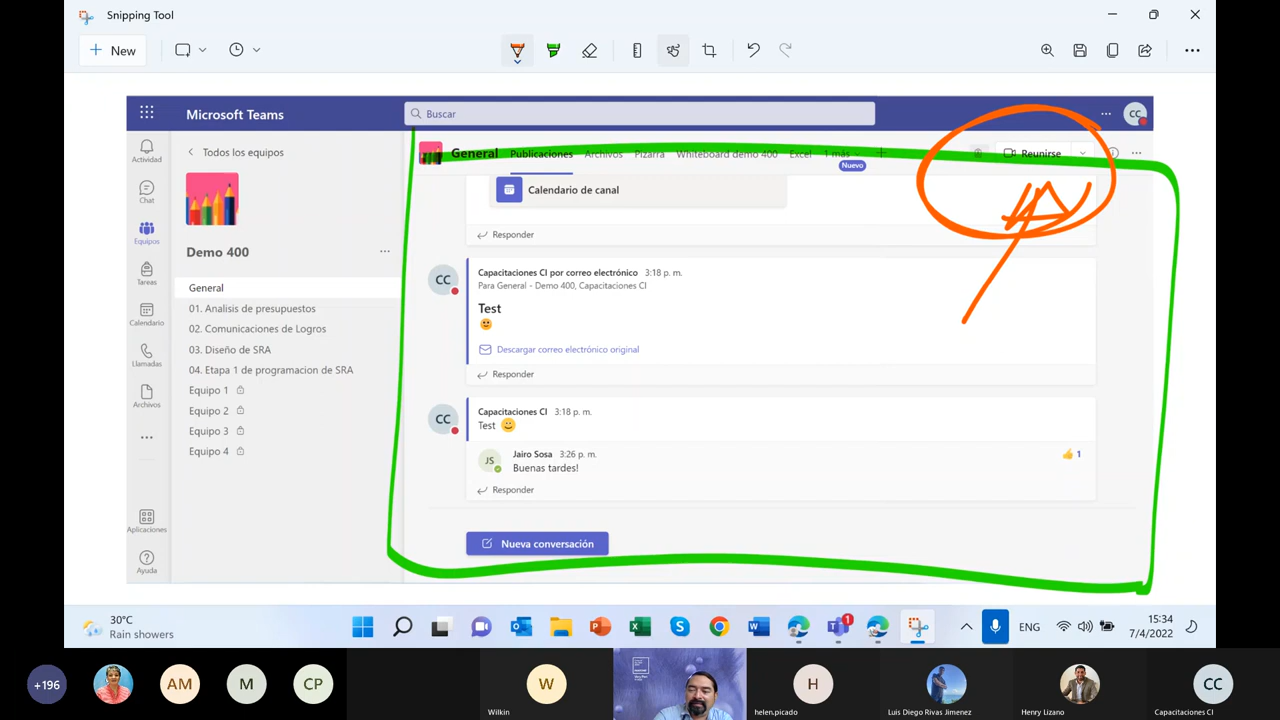 Snipping Tool
New
Microsoft Teams
Buscar
CC
Actividad
Chat
Equipos
Tareas
Calendario
Llamadas
Archivos
Aplicaciones
Ayuda
Todos los equipos
Demo 400
General
01. Analisis de presupuestos
02. Comunicaciones de Logros
03. Diseño de SRA
04. Etapa 1 de programacion de SRA
Equipo 1
Equipo 2
Equipo 3
Equipo 4
General Publicaciones Archivos Pizarra Whiteboard demo 400 Excel 1 más
Nuevo
Reunirse
Calendario de canal
Responder
CC
Capacitaciones CI por correo electrónico 3:18 p. m.
Para General - Demo 400, Capacitaciones CI
Test
Descargar correo electrónico original
Responder
CC
Capacitaciones CI 3:18 p. m.
Test
JS
Jairo Sosa 3:26 p. m.
Buenas tardes!
1
Responder
Nueva conversación
30°C
Rain showers
1
ENG
15:34
7/4/2022
+196
AM
M
CP
W
Wilkin
H
helen.picado
Luis Diego Rivas Jimenez
Henry Lizano
CC
Capacitaciones CI